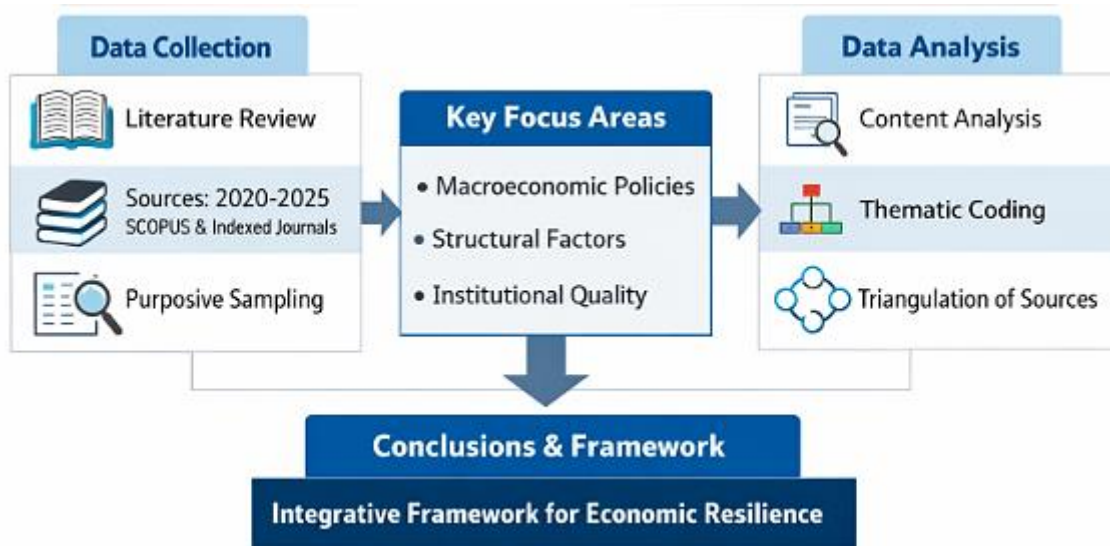 Data Collection
Literature Review
Sources: 2020-2025
SCOPUS & Indexed Journals
Purposive Sampling
Key Focus Areas
• Macroeconomic Policies
• Structural Factors
• Institutional Quality
Data Analysis
Content Analysis
Thematic Coding
Triangulation of Sources
Conclusions & Framework
Integrative Framework for Economic Resilience